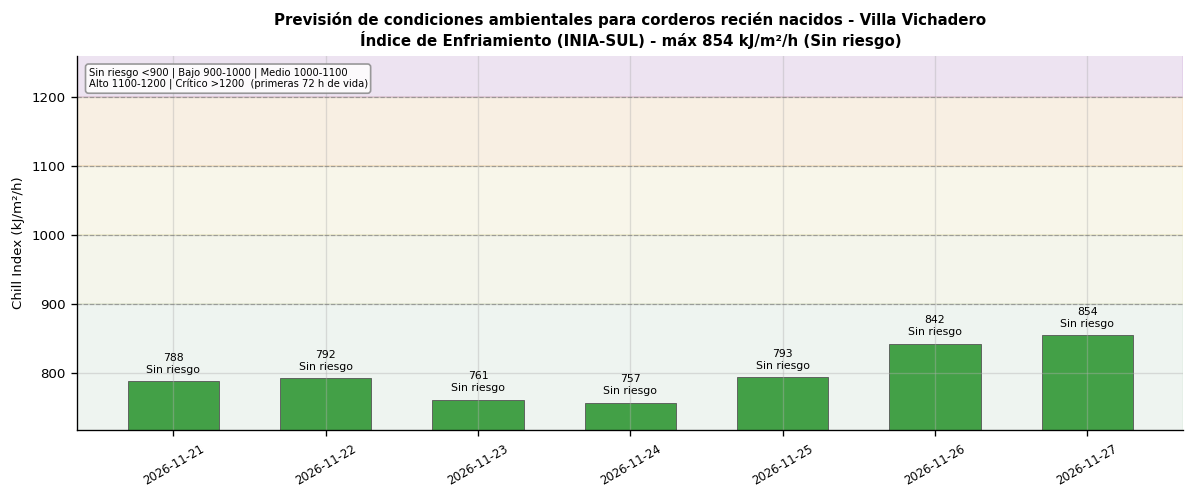 Previsión de condiciones ambientales para corderos recién nacidos - Villa Vichadero
Índice de Enfriamiento (INIA-SUL) - máx 854 kJ/m²/h (Sin riesgo)
Sin riesgo <900 | Bajo 900-1000 | Medio 1000-1100
Alto 1100-1200 | Crítico >1200  (primeras 72 h de vida)
Chill Index (kJ/m²/h)
1200
1100
1000
900
800
788
Sin riesgo
792
Sin riesgo
761
Sin riesgo
757
Sin riesgo
793
Sin riesgo
842
Sin riesgo
854
Sin riesgo
2026-11-21
2026-11-22
2026-11-23
2026-11-24
2026-11-25
2026-11-26
2026-11-27